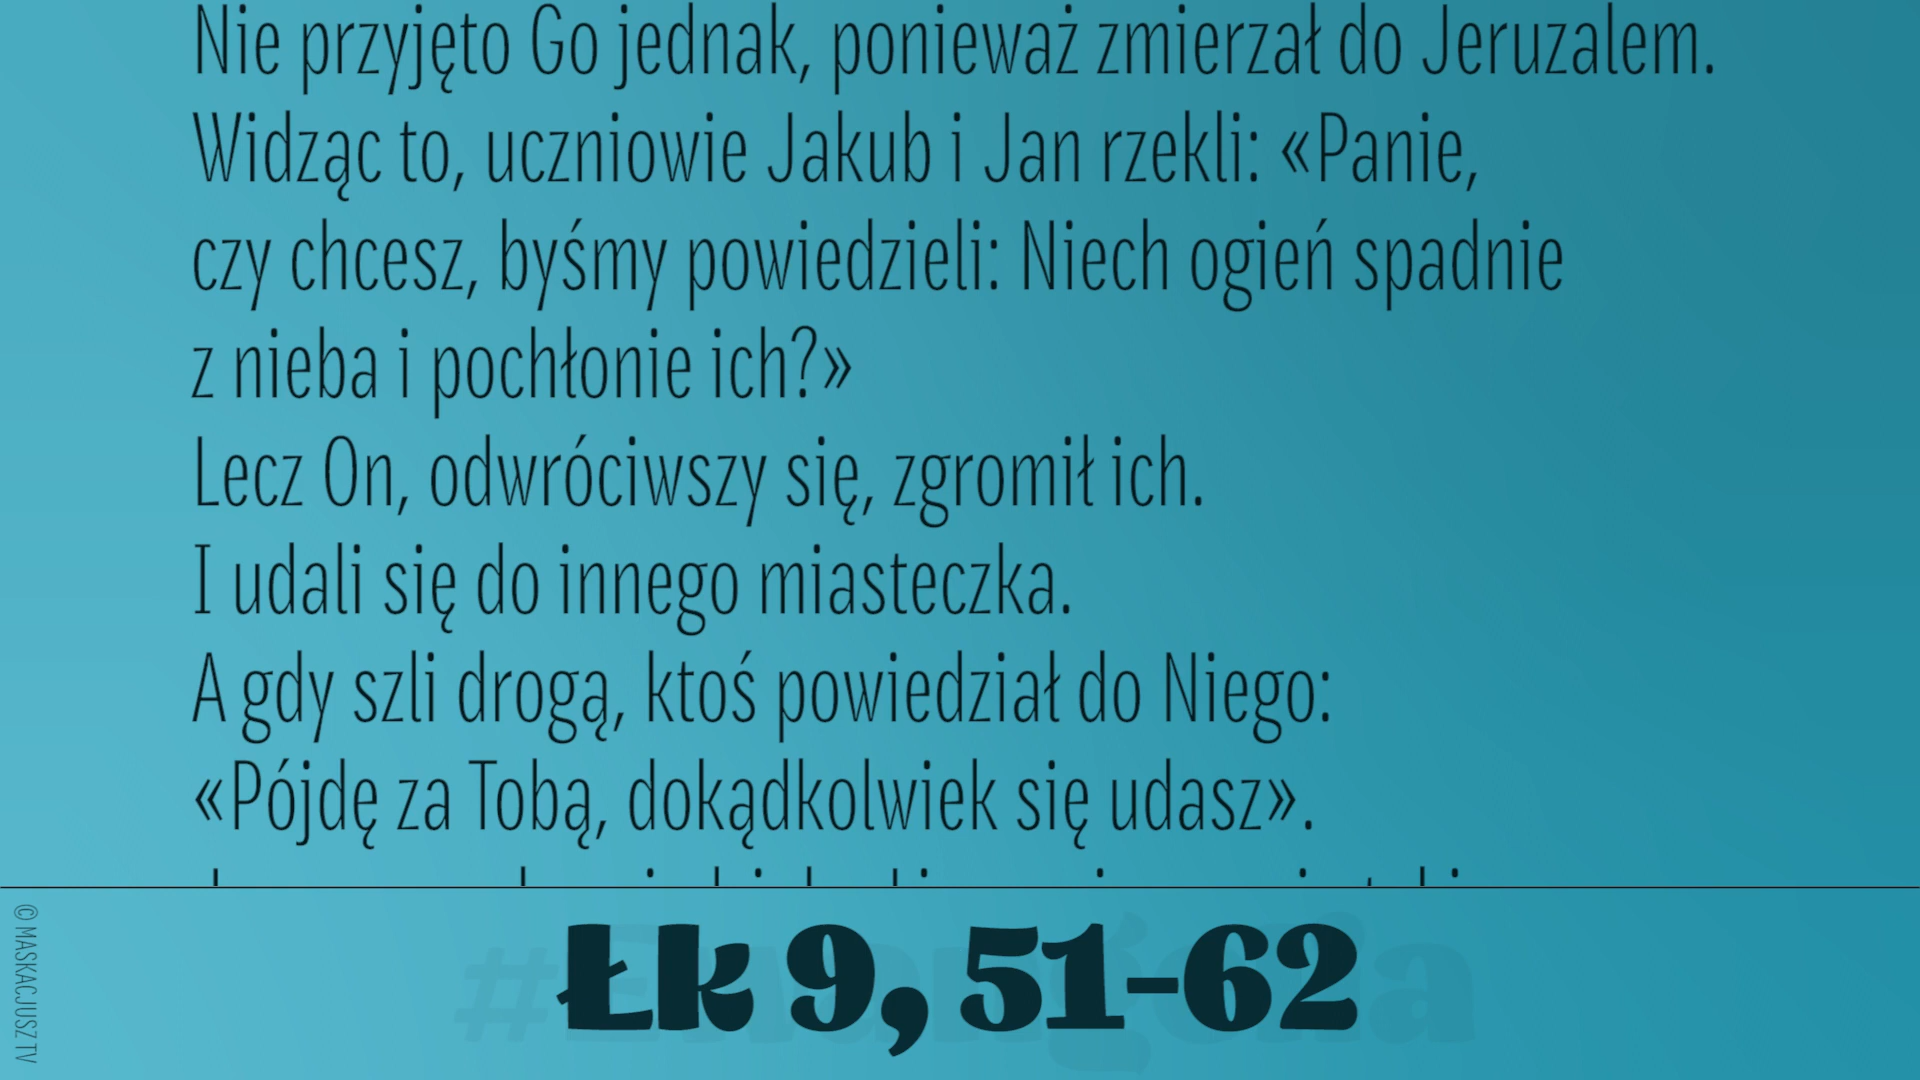 Nie przyjęto Go jednak, ponieważ zmierzał do Jeruzalem.
Widząc to, uczniowie Jakub i Jan rzekli: «Panie,
czy chcesz, byśmy powiedzieli: Niech ogień spadnie
z nieba i pochłonie ich?»
Lecz On, odwróciwszy się, zgromił ich.
I udali się do innego miasteczka.
A gdy szli drogą, ktoś powiedział do Niego:
«Pójdę za Tobą, dokądkolwiek się udasz».
#Ewangelia
Łk 9, 51-62
© MASKACJUSZ TV